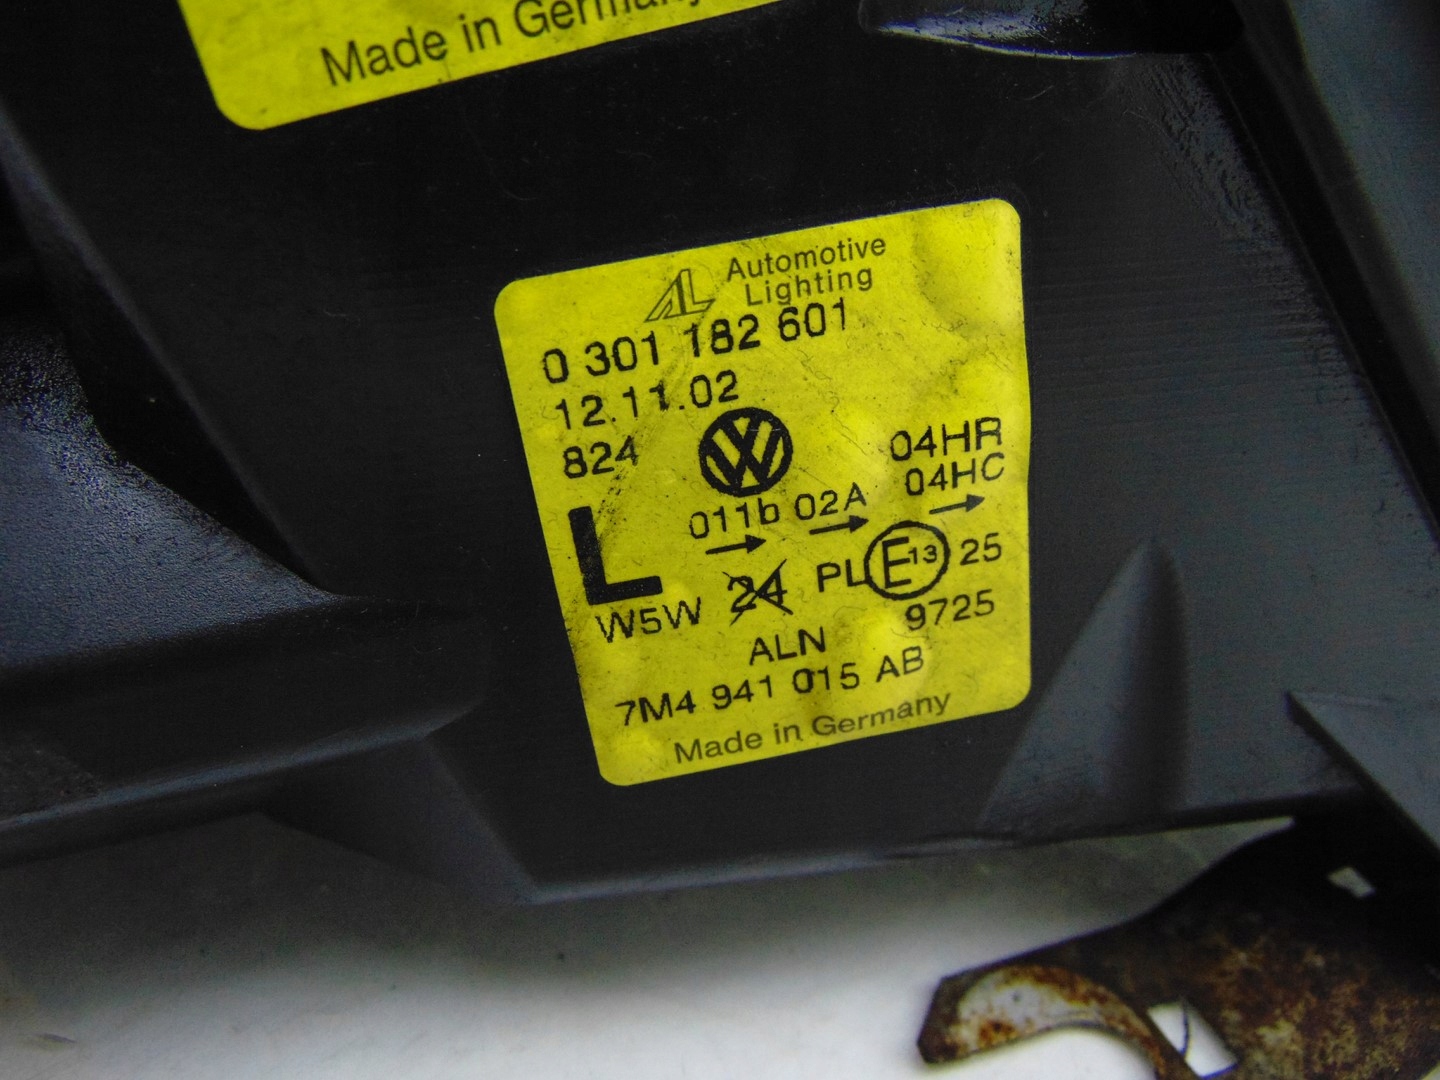 Made in Germany
AL Automotive
Lighting
0 301 182 601
12.11.02
824
04HR
04HC
011b 02A
L
W5W 24 PL E13 25
9725
ALN
7M4 941 015 AB
Made in Germany